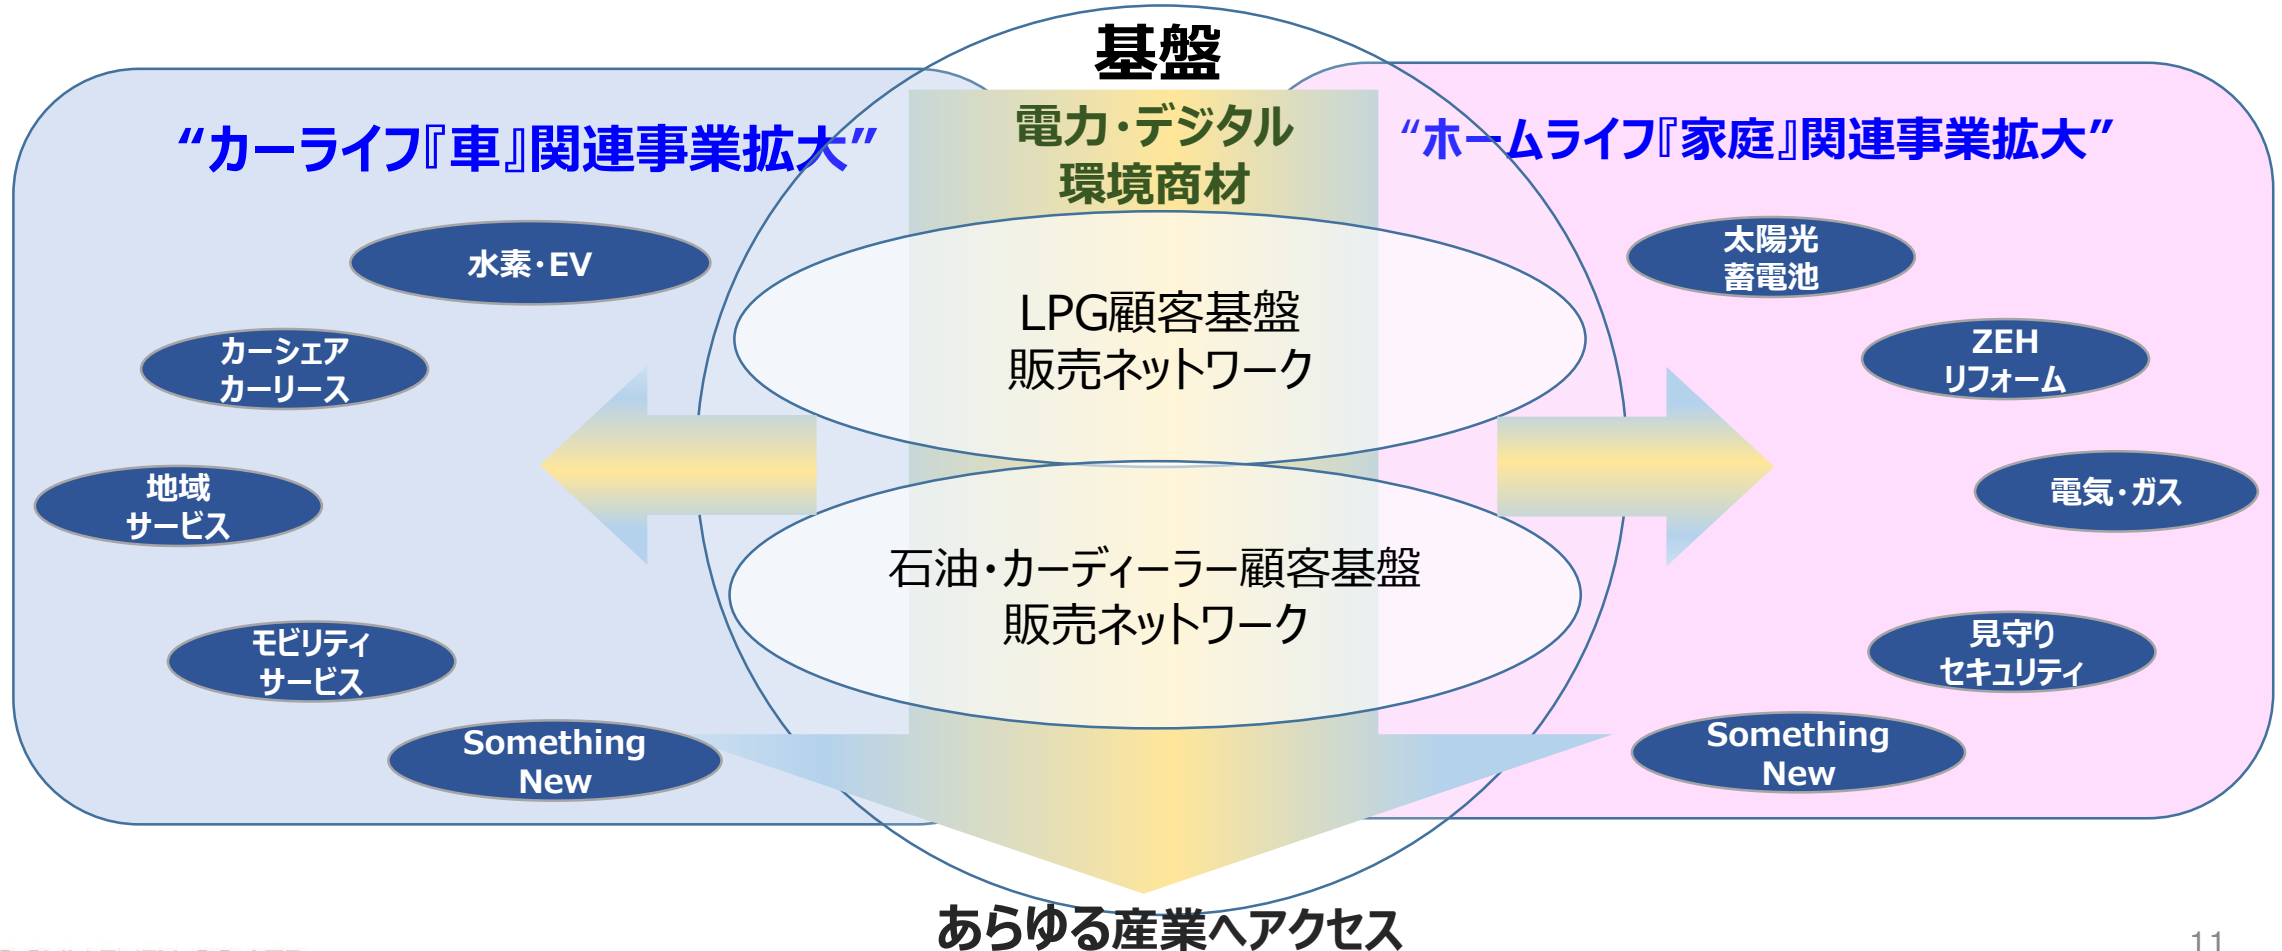 基盤
“カーライフ『車』関連事業拡大”
水素・EV
カーシェア
カーリース
地域
サービス
モビリティ
サービス
Something
New
電力・デジタル
環境商材
LPG顧客基盤
販売ネットワーク
石油・カーディーラー顧客基盤
販売ネットワーク
“ホームライフ『家庭』関連事業拡大”
太陽光
蓄電池
ZEH
リフォーム
電気・ガス
見守り
セキュリティ
Something
New
あらゆる産業へアクセス
11